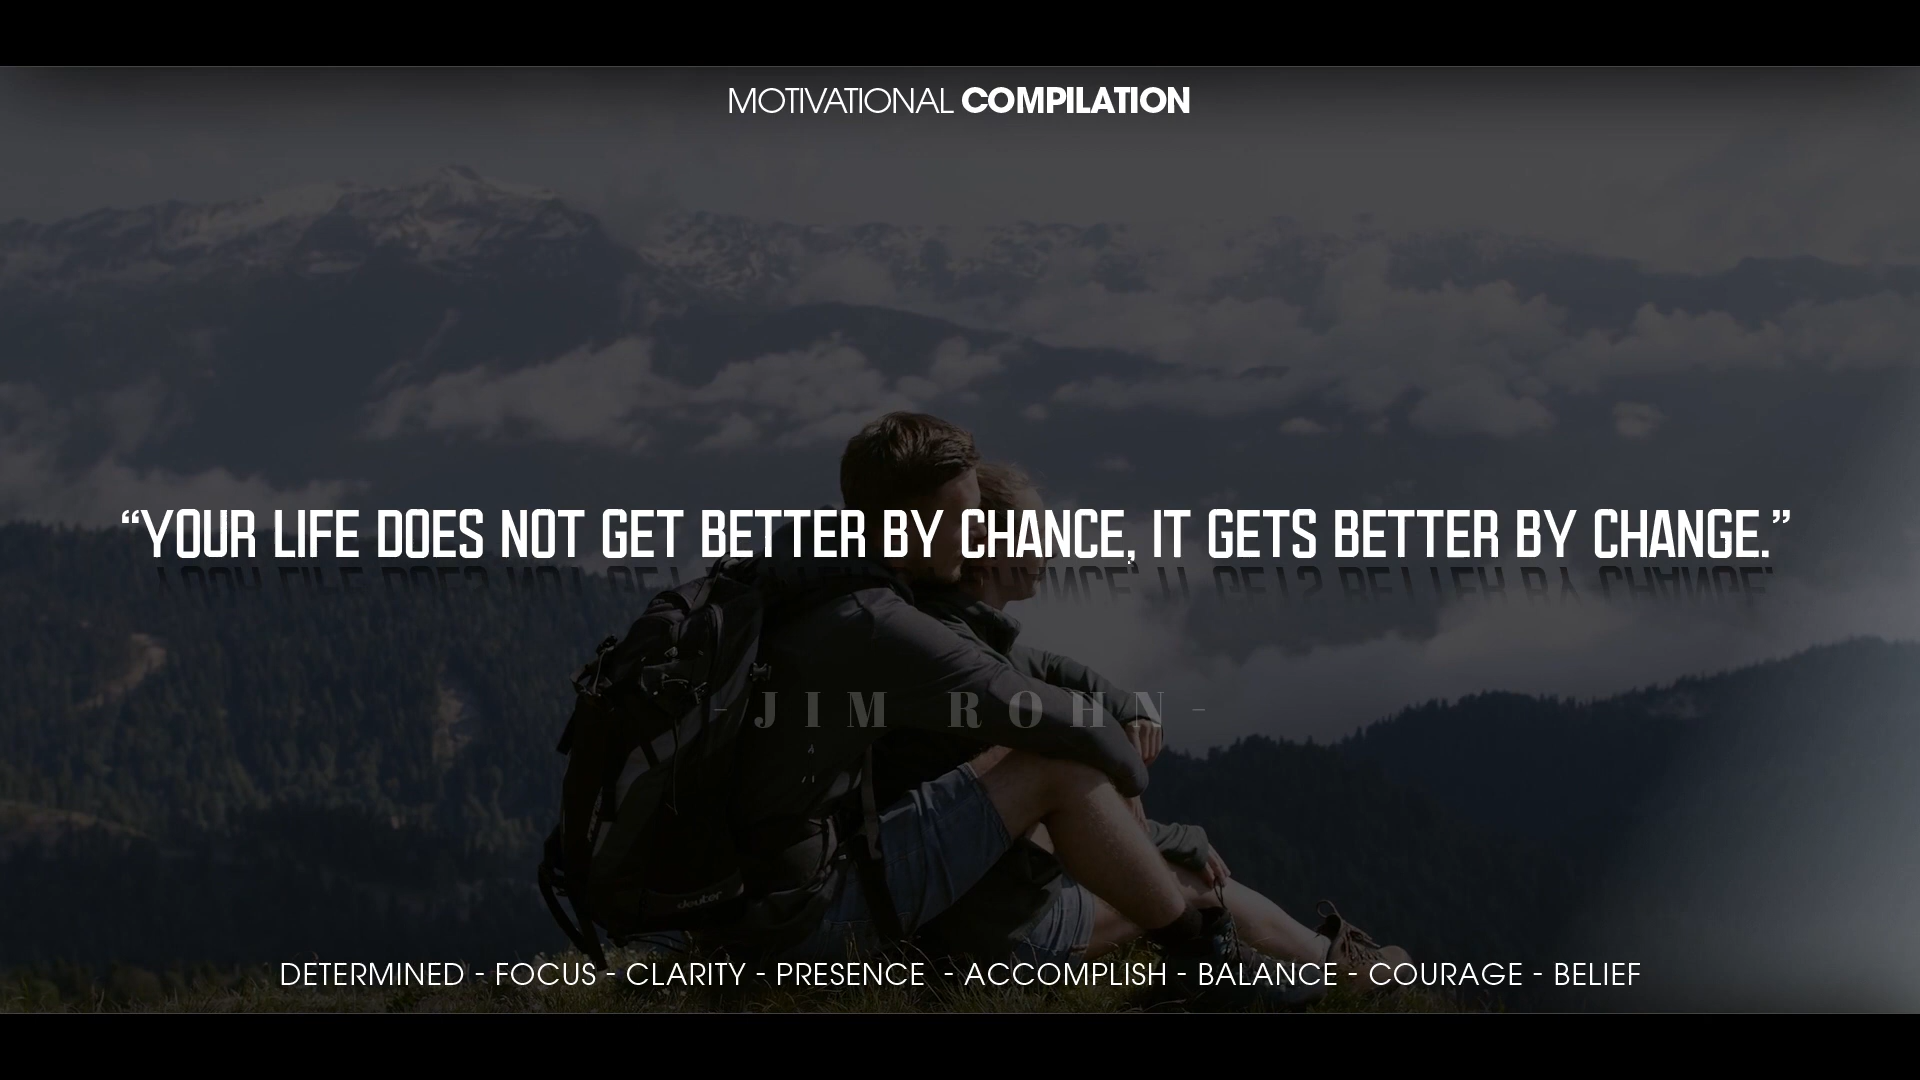 MOTIVATIONAL COMPILATION
“YOUR LIFE DOES NOT GET BETTER BY CHANCE, IT GETS BETTER BY CHANGE.”
- JIM ROHN -
deuter
DETERMINED - FOCUS - CLARITY - PRESENCE - ACCOMPLISH - BALANCE - COURAGE - BELIEF